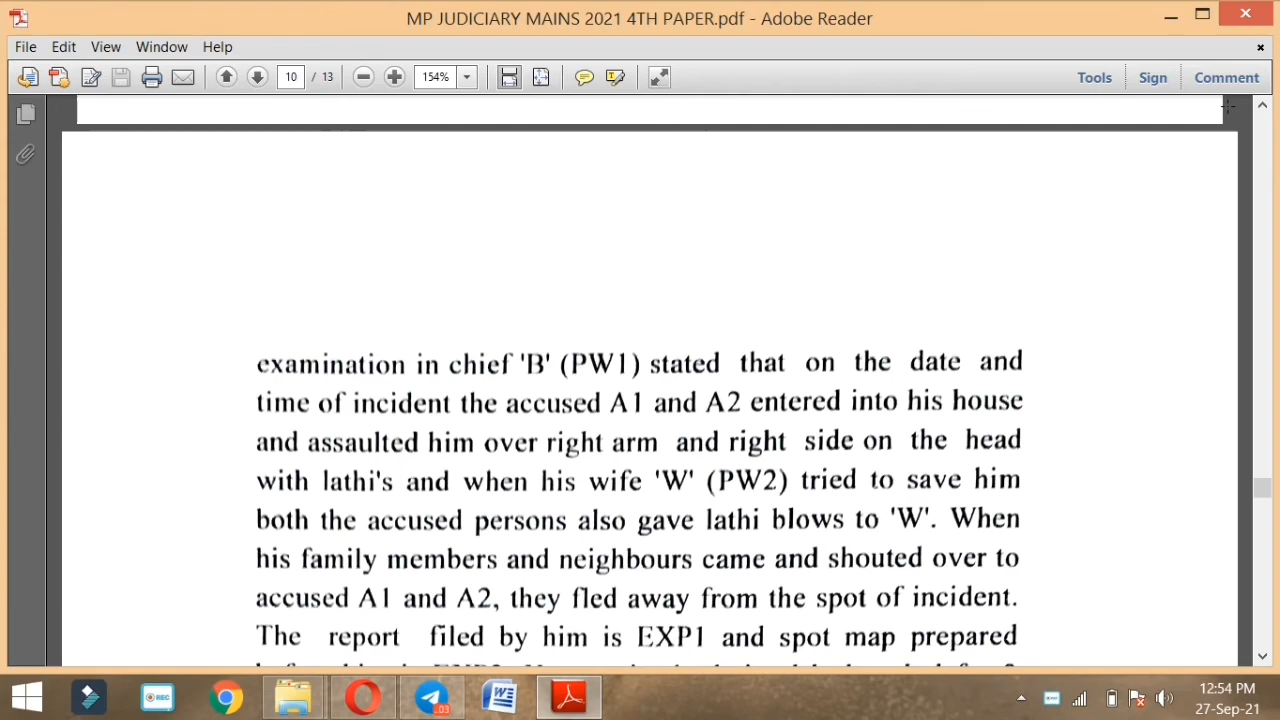 MP JUDICIARY MAINS 2021 4TH PAPER.pdf - Adobe Reader
File Edit View Window Help
10 / 13 154% Tools Sign Comment
examination in chief 'B' (PW1) stated that on the date and
time of incident the accused A1 and A2 entered into his house
and assaulted him over right arm and right side on the head
with lathi's and when his wife 'W' (PW2) tried to save him
both the accused persons also gave lathi blows to 'W'. When
his family members and neighbours came and shouted over to
accused A1 and A2, they fled away from the spot of incident.
The report filed by him is EXP1 and spot map prepared
REC
W
03
12:54 PM
27-Sep-21